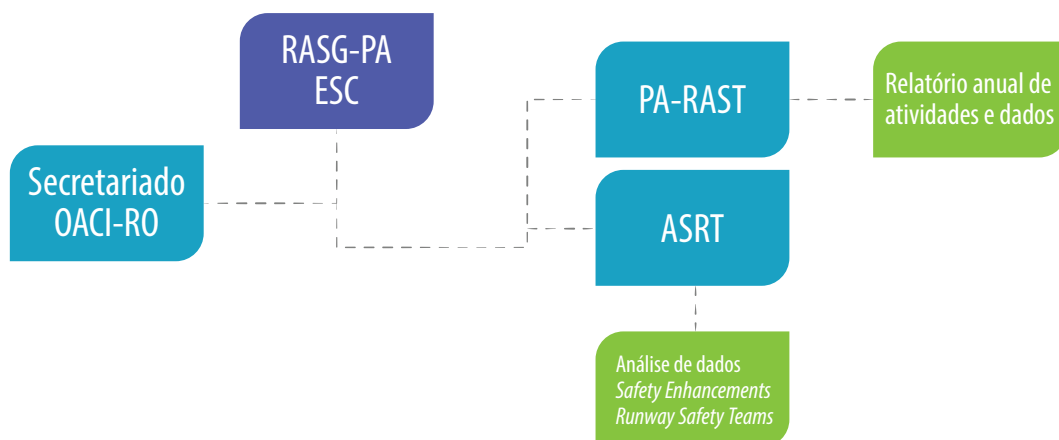 RASG-PA
ESC
Secretariado
OACI-RO
PA-RAST
Relatório anual de
atividades e dados
ASRT
Análise de dados
Safety Enhancements
Runway Safety Teams